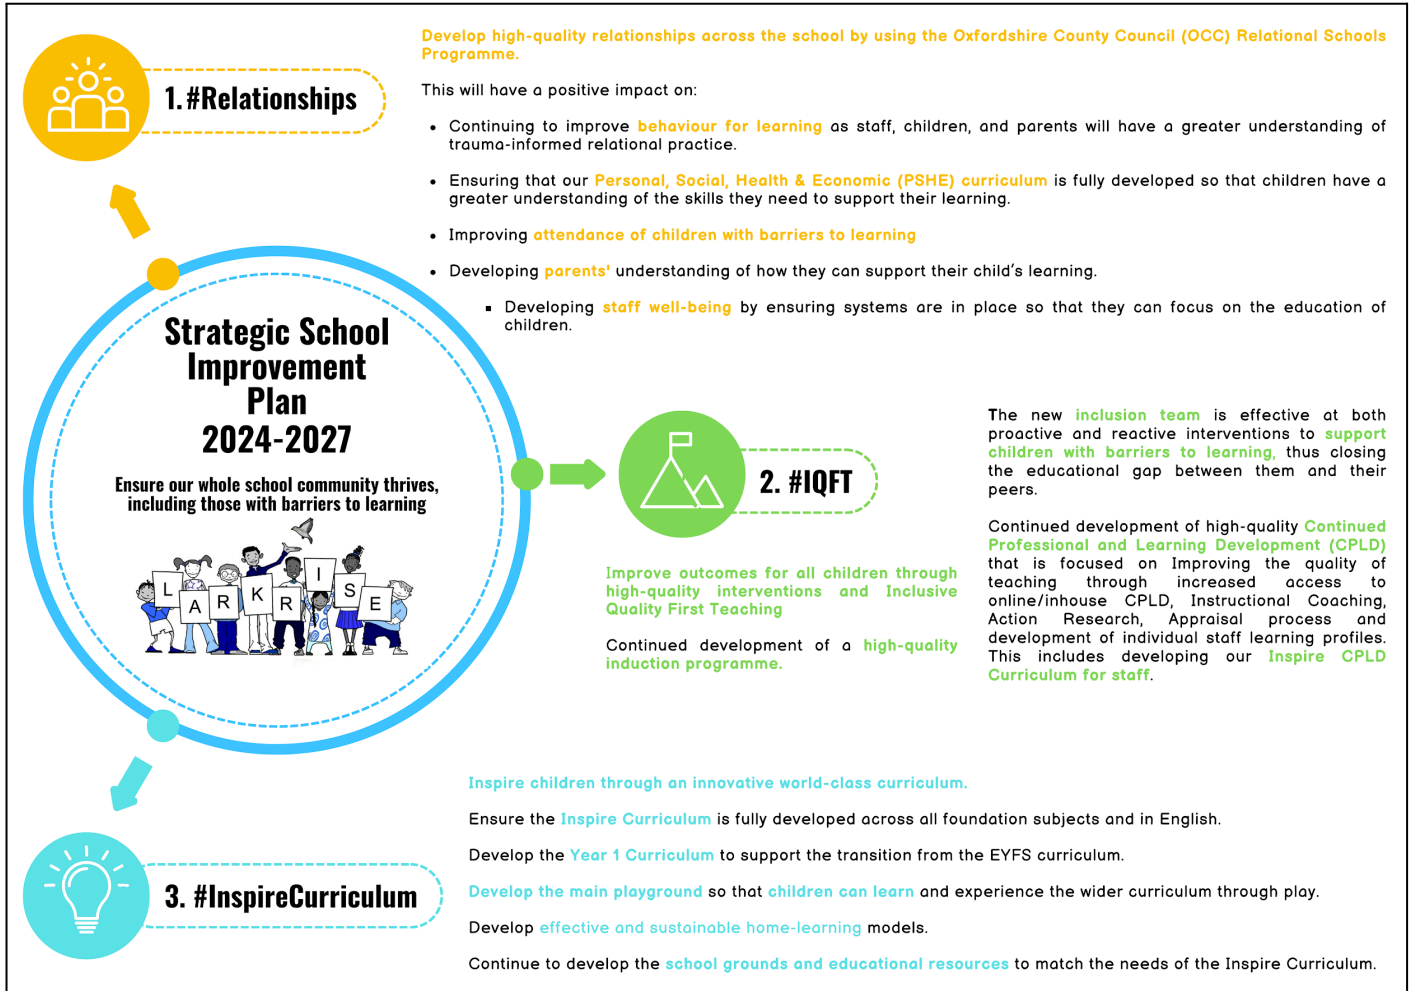 1. #Relationships
Develop high-quality relationships across the school by using the Oxfordshire County Council (OCC) Relational Schools
Programme.
This will have a positive impact on:
• Continuing to improve behaviour for learning as staff, children, and parents will have a greater understanding of
trauma-informed relational practice.
• Ensuring that our Personal, Social, Health & Economic (PSHE) curriculum is fully developed so that children have a
greater understanding of the skills they need to support their learning.
• Improving attendance of children with barriers to learning
• Developing parents' understanding of how they can support their child's learning.
▪ Developing staff well-being by ensuring systems are in place so that they can focus on the education of
children.
Strategic School
Improvement
Plan
2024-2027
Ensure our whole school community thrives,
including those with barriers to learning
LARKRISE
2. #IQFT
Improve outcomes for all children through
high-quality interventions and Inclusive
Quality First Teaching
Continued development of a high-quality
induction programme.
The new inclusion team is effective at both
proactive and reactive interventions to support
children with barriers to learning, thus closing
the educational gap between them and their
peers.
Continued development of high-quality Continued
Professional and Learning Development (CPLD)
that is focused on Improving the quality of
teaching through increased access to
online/inhouse CPLD, Instructional Coaching,
Action Research, Appraisal process and
development of individual staff learning profiles.
This includes developing our Inspire CPLD
Curriculum for staff.
3. #InspireCurriculum
Inspire children through an innovative world-class curriculum.
Ensure the Inspire Curriculum is fully developed across all foundation subjects and in English.
Develop the Year 1 Curriculum to support the transition from the EYFS curriculum.
Develop the main playground so that children can learn and experience the wider curriculum through play.
Develop effective and sustainable home-learning models.
Continue to develop the school grounds and educational resources to match the needs of the Inspire Curriculum.